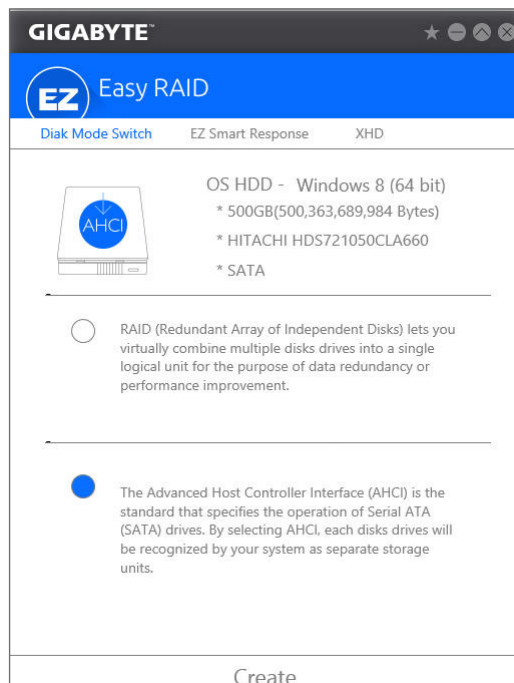 GIGABYTE™
EZ Easy RAID
Diak Mode Switch EZ Smart Response XHD
OS HDD - Windows 8 (64 bit)
* 500GB(500,363,689,984 Bytes)
AHCI
* HITACHI HDS721050CLA660
* SATA
RAID (Redundant Array of Independent Disks) lets you
virtually combine multiple disks drives into a single
logical unit for the purpose of data redundancy or
performance improvement.
The Advanced Host Controller Interface (AHCI) is the
standard that specifies the operation of Serial ATA
(SATA) drives. By selecting AHCI, each disks drives will
be recognized by your system as separate storage
units.
Create